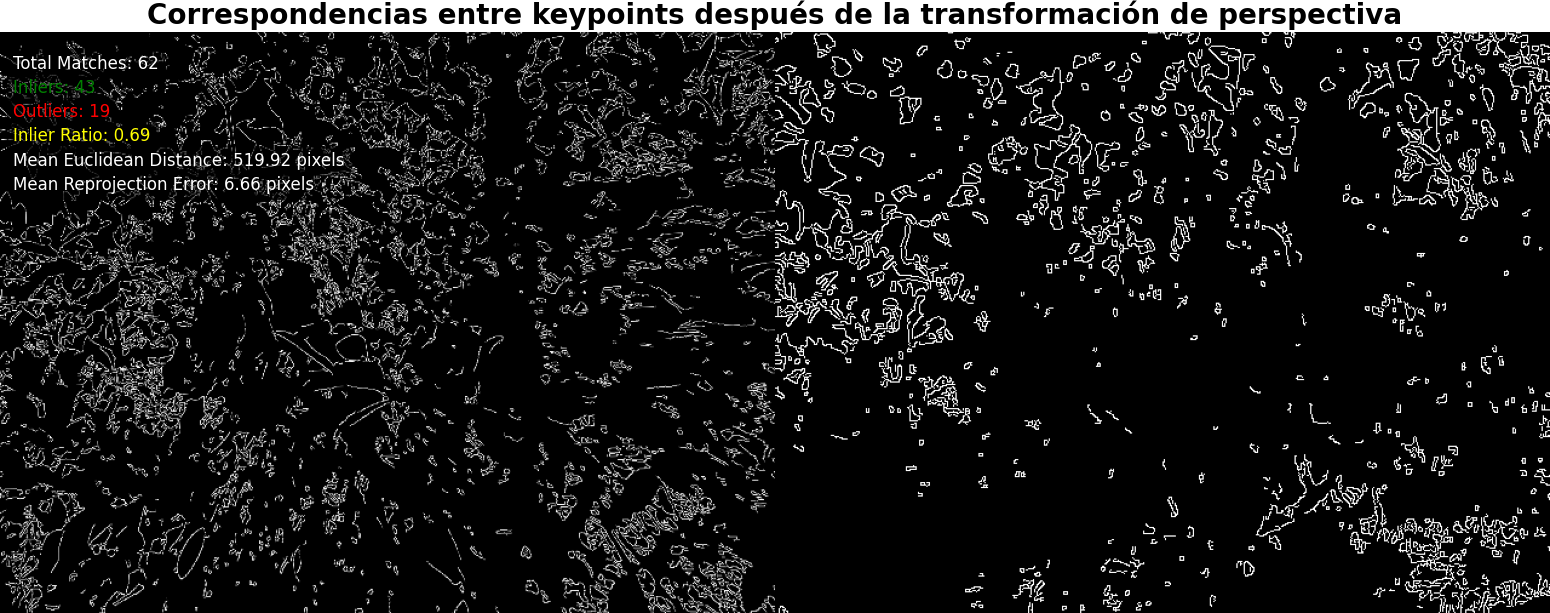 Correspondencias entre keypoints después de la transformación de perspectiva
Total Matches: 62
Inliers: 43
Outliers: 19
Inlier Ratio: 0.69
Mean Euclidean Distance: 519.92 pixels
Mean Reprojection Error: 6.66 pixels